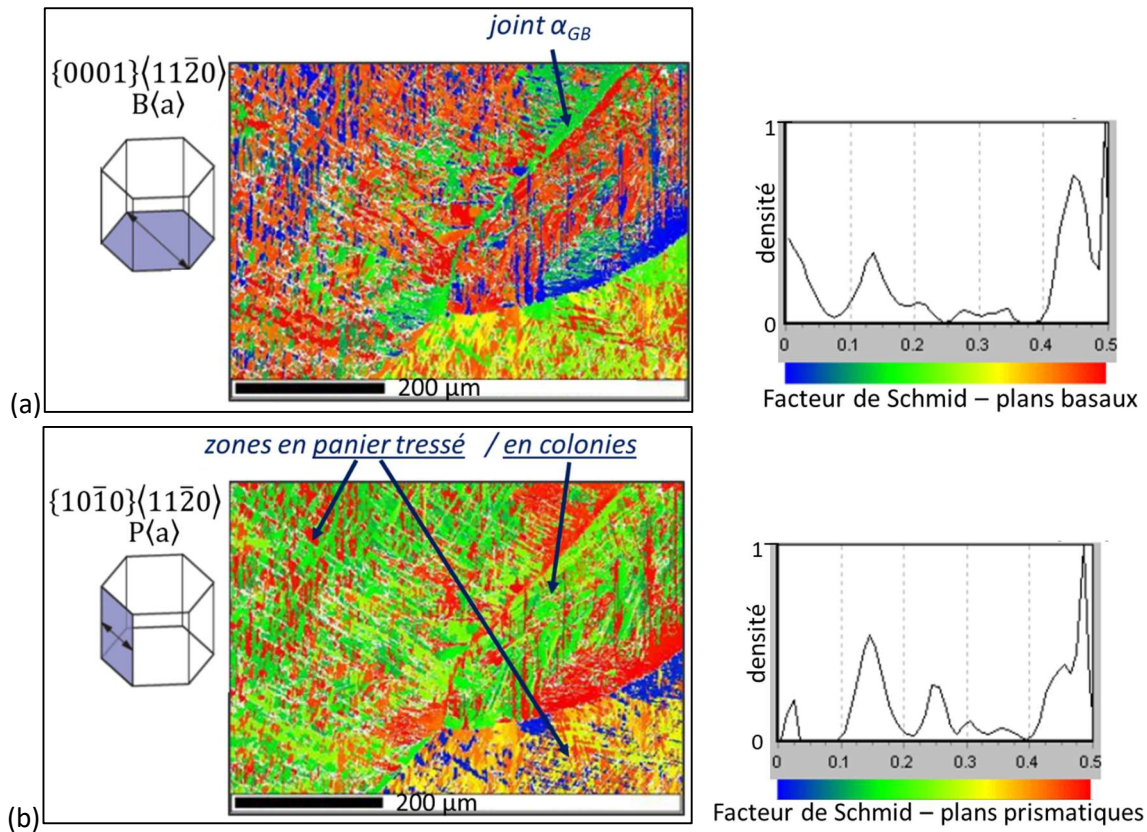 joint α_GB
{0001}⟨112̄0⟩
B⟨a⟩
200 µm
(a)
1
densité
0
0.1 0.2 0.3 0.4 0.5
Facteur de Schmid – plans basaux
zones en panier tressé / en colonies
{101̄0}⟨112̄0⟩
P⟨a⟩
200 µm
(b)
1
densité
0
0.1 0.2 0.3 0.4 0.5
Facteur de Schmid – plans prismatiques